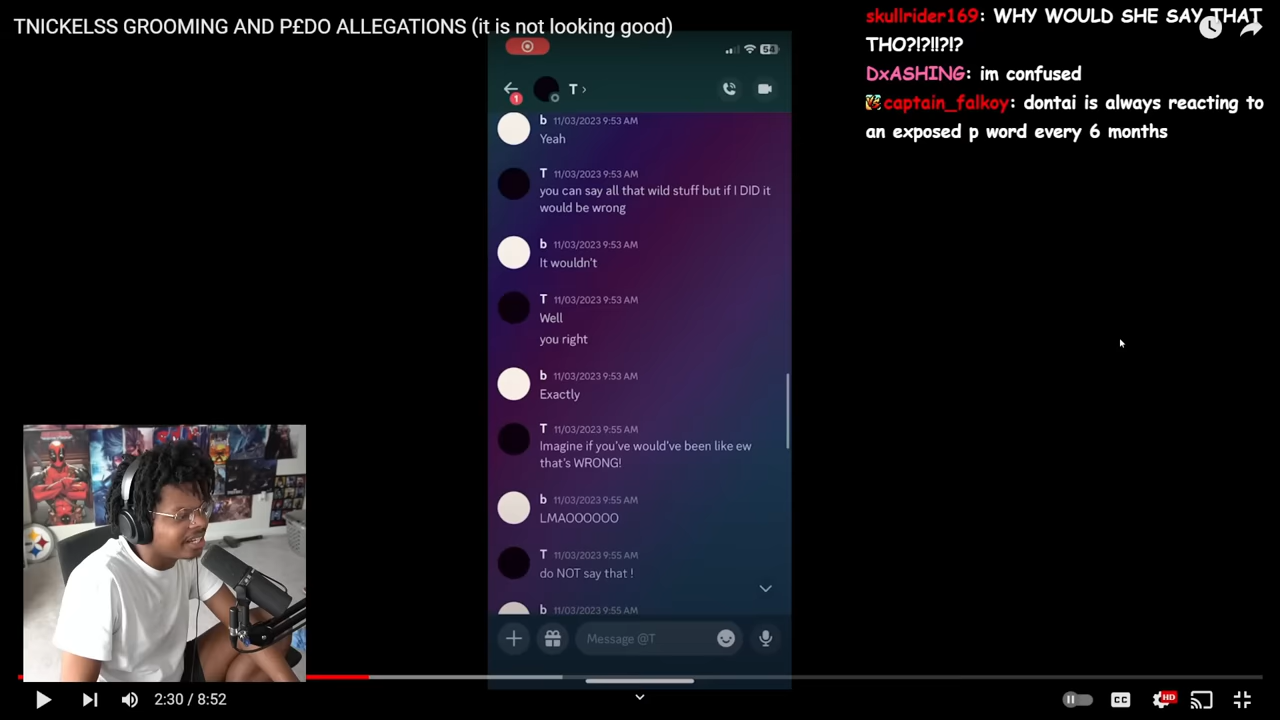 TNICKELSS GROOMING AND P£DO ALLEGATIONS (it is not looking good)
skullrider169: WHY WOULD SHE SAY THAT
THO?!?!!?!?
DxASHING: im confused
captain_falkoy: dontai is always reacting to
an exposed p word every 6 months
54
1
T ›
b 11/03/2023 9:53 AM
Yeah
T 11/03/2023 9:53 AM
you can say all that wild stuff but if I DID it
would be wrong
b 11/03/2023 9:53 AM
It wouldn't
T 11/03/2023 9:53 AM
Well
you right
b 11/03/2023 9:53 AM
Exactly
T 11/03/2023 9:55 AM
Imagine if you've would've been like ew
that's WRONG!
b 11/03/2023 9:55 AM
LMAOOOOOO
T 11/03/2023 9:55 AM
do NOT say that !
b 11/03/2023 9:55 AM
Message @T
2:30 / 8:52
CC
HD